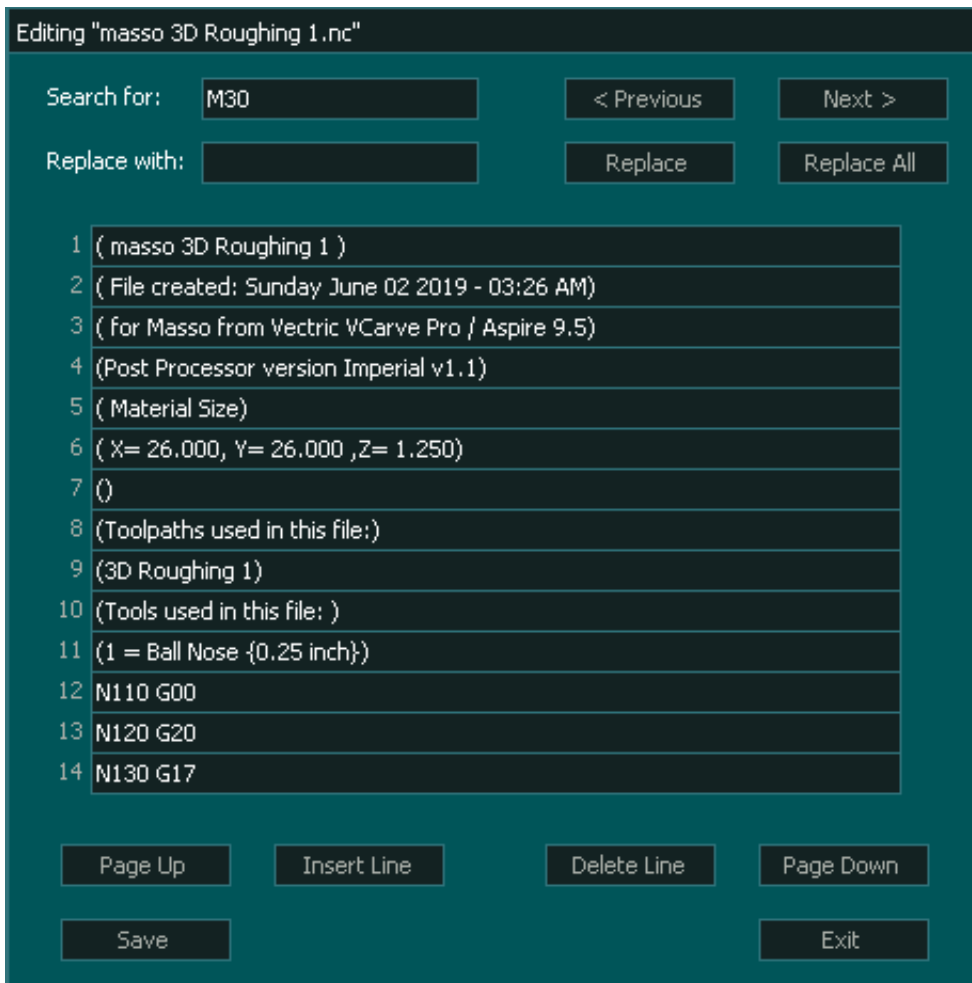 Editing "masso 3D Roughing 1.nc"
Search for: M30 < Previous Next >
Replace with: Replace Replace All
1 ( masso 3D Roughing 1 )
2 ( File created: Sunday June 02 2019 - 03:26 AM)
3 ( for Masso from Vectric VCarve Pro / Aspire 9.5)
4 (Post Processor version Imperial v1.1)
5 ( Material Size)
6 ( X= 26.000, Y= 26.000 ,Z= 1.250)
7 ()
8 (Toolpaths used in this file:)
9 (3D Roughing 1)
10 (Tools used in this file: )
11 (1 = Ball Nose {0.25 inch})
12 N110 G00
13 N120 G20
14 N130 G17
Page Up Insert Line Delete Line Page Down
Save Exit